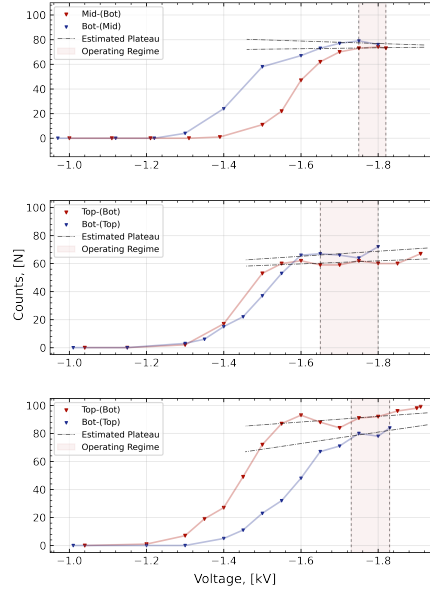 100
80
60
40
20
0
Mid-(Bot)
Bot-(Mid)
Estimated Plateau
Operating Regime
−1.0 −1.2 −1.4 −1.6 −1.8
Counts, [N]
100
80
60
40
20
0
Top-(Bot)
Bot-(Top)
Estimated Plateau
Operating Regime
−1.0 −1.2 −1.4 −1.6 −1.8
100
80
60
40
20
0
Top-(Bot)
Bot-(Top)
Estimated Plateau
Operating Regime
−1.0 −1.2 −1.4 −1.6 −1.8
Voltage, [kV]